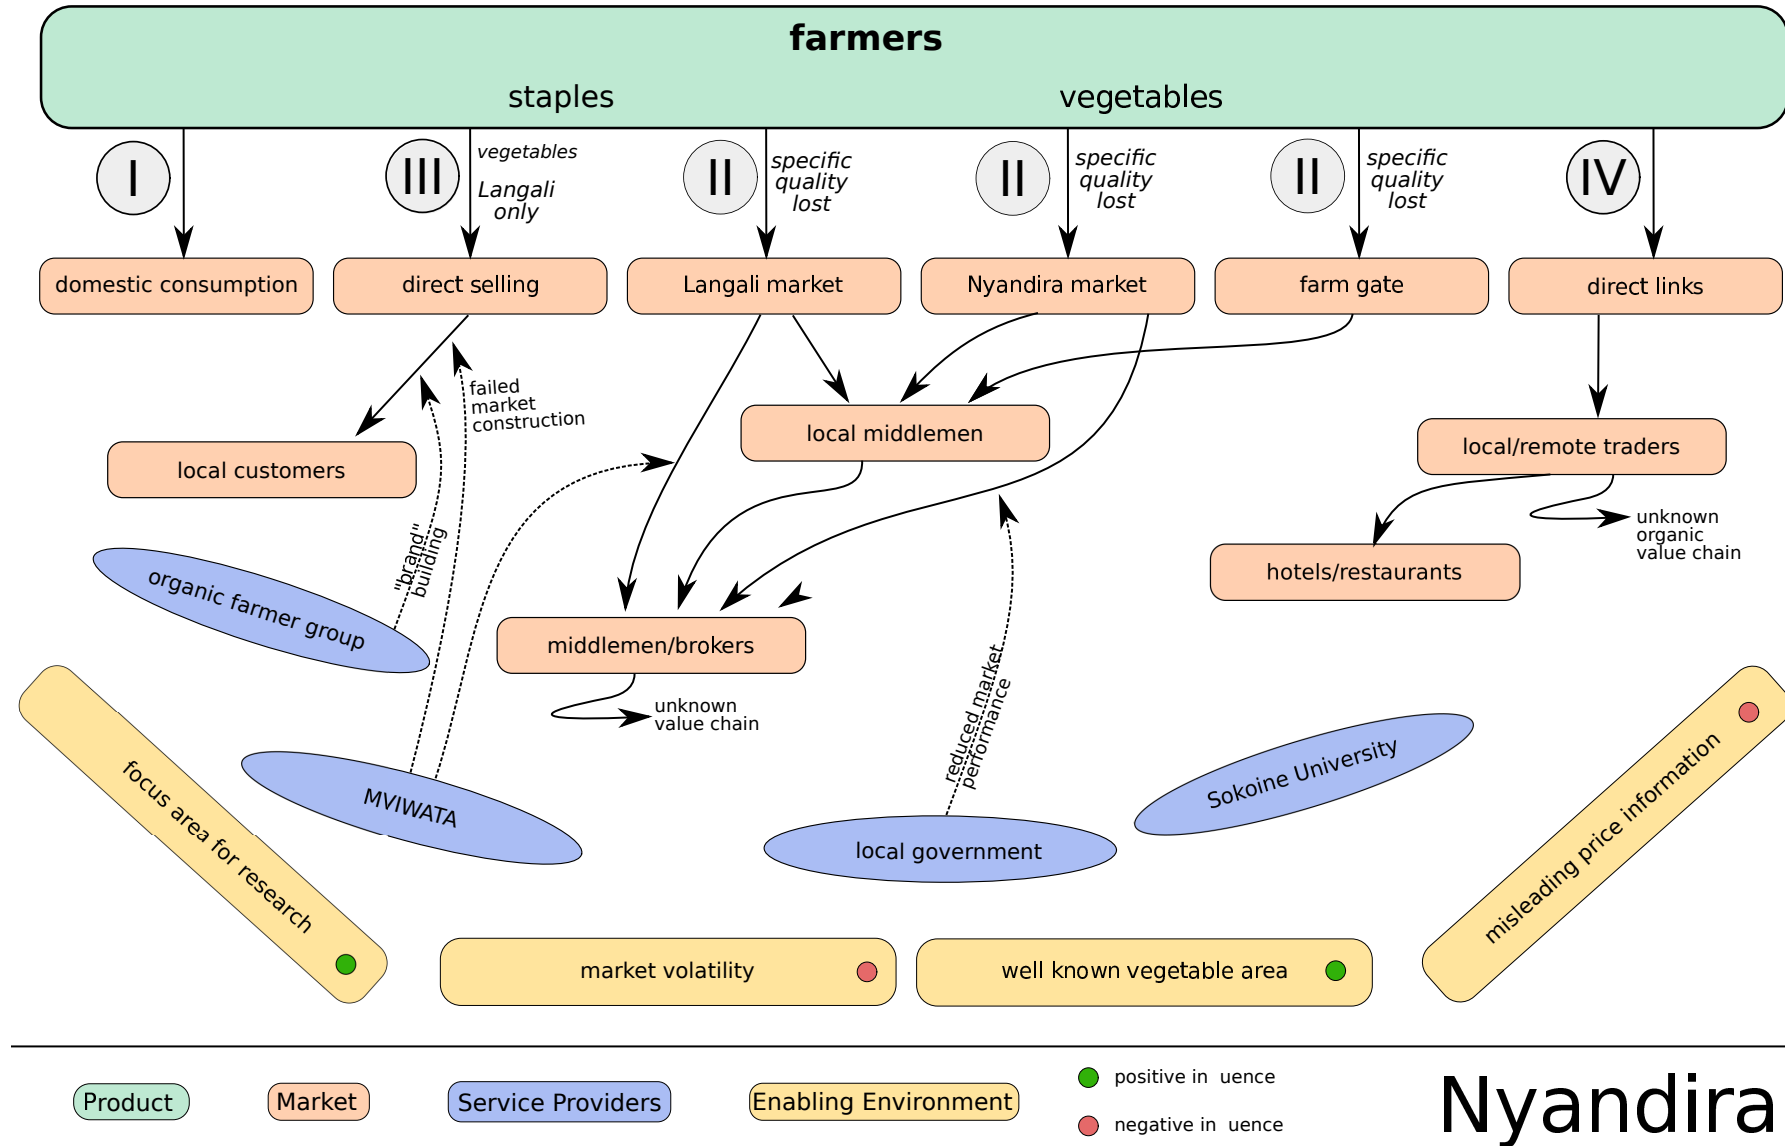 farmers
staples
vegetables
I
III
vegetables
Langali
only
II
specific
quality
lost
II
specific
quality
lost
II
specific
quality
lost
IV
domestic consumption
direct selling
Langali market
Nyandira market
farm gate
direct links
failed
market
construction
local middlemen
local customers
local/remote traders
unknown
organic
value chain
hotels/restaurants
"brand"
building
organic farmer group
middlemen/brokers
unknown
value chain
reduced market
performance
focus area for research
MVIWATA
local government
Sokoine University
misleading price information
market volatility
well known vegetable area
Product
Market
Service Providers
Enabling Environment
positive in uence
negative in uence
Nyandira